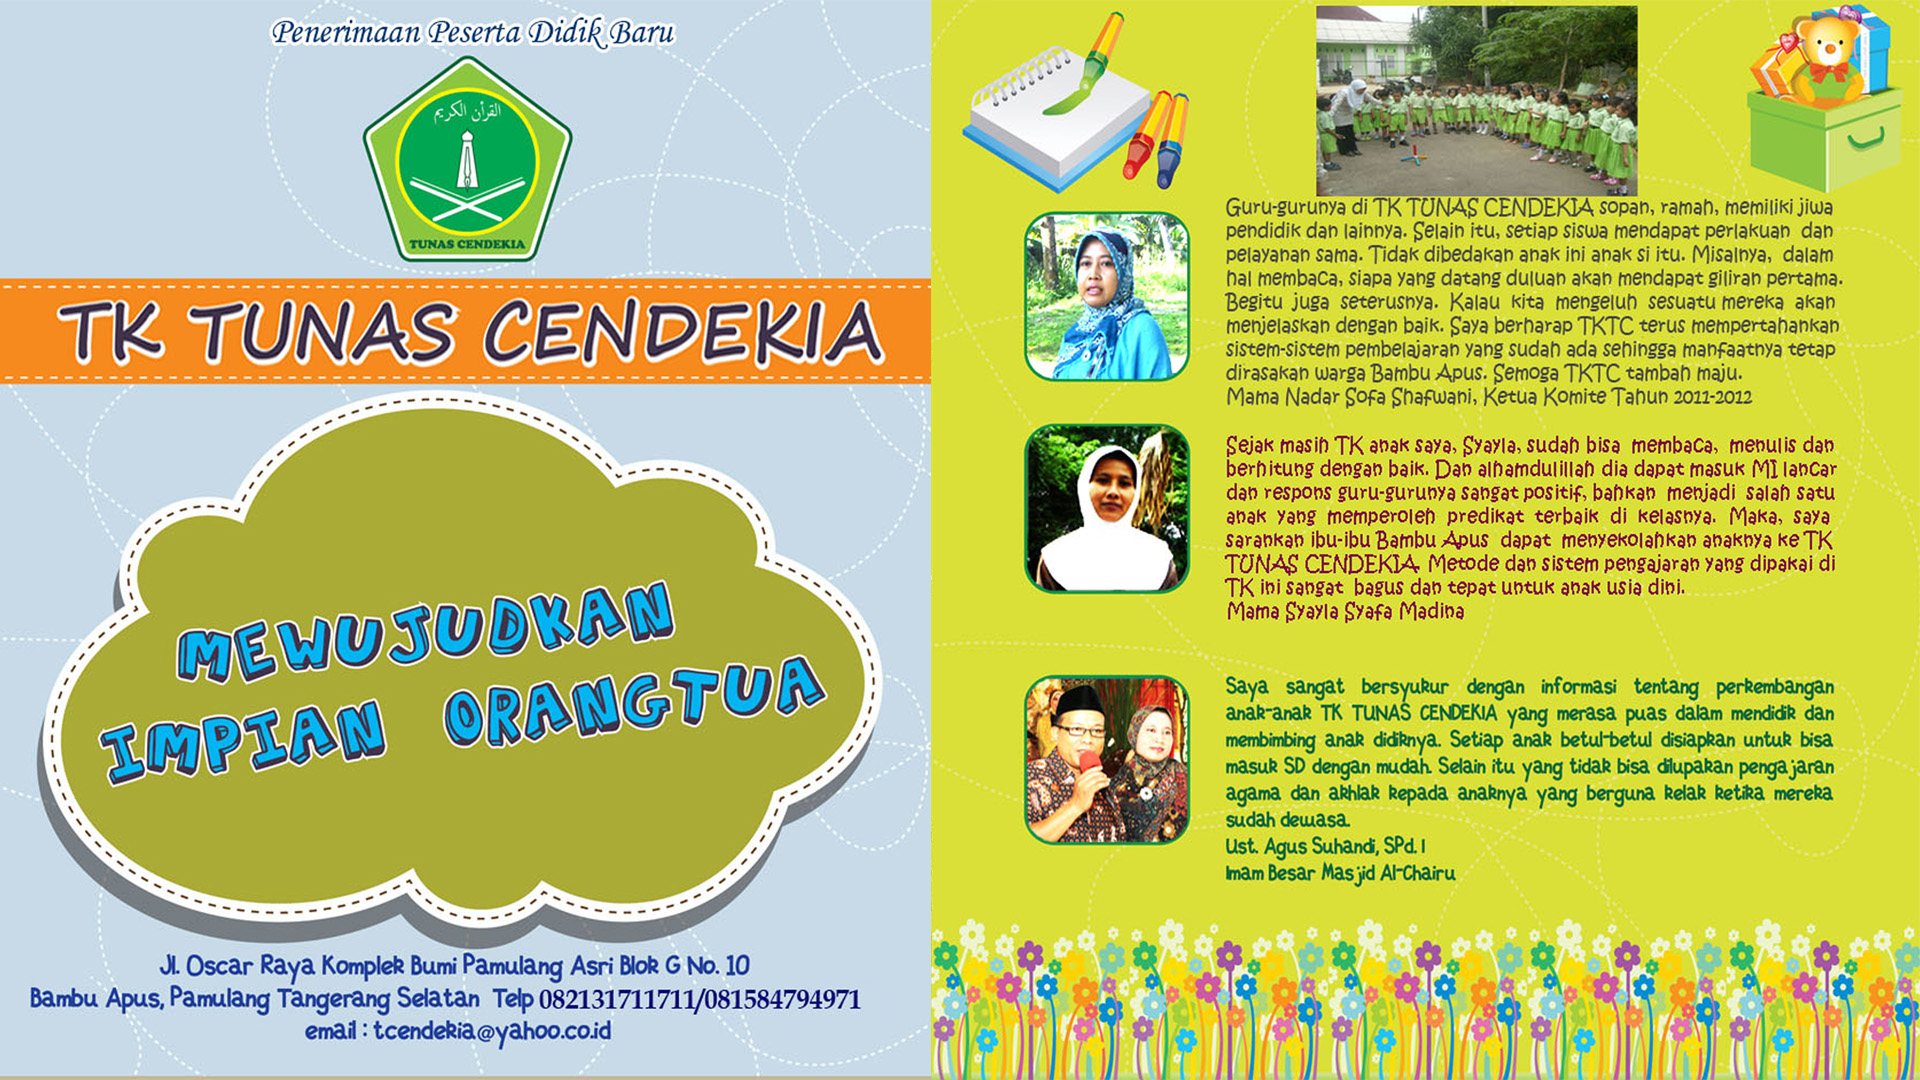 Penerimaan Peserta Didik Baru
القرآن الكريم
TUNAS CENDEKIA
TK TUNAS CENDEKIA
MEWUJUDKAN
IMPIAN ORANGTUA
Jl. Oscar Raya Komplek Bumi Pamulang Asri Blok G No. 10
Bambu Apus, Pamulang Tangerang Selatan Telp 082131711711/081584794971
email : tcendekia@yahoo.co.id
Guru-gurunya di TK TUNAS CENDEKIA sopan, ramah, memiliki jiwa
pendidik dan lainnya. Selain itu, setiap siswa mendapat perlakuan dan
pelayanan sama. Tidak dibedakan anak ini anak si itu. Misalnya, dalam
hal membaca, siapa yang datang duluan akan mendapat giliran pertama.
Begitu juga seterusnya. Kalau kita mengeluh sesuatu mereka akan
menjelaskan dengan baik. Saya berharap TKTC terus mempertahankan
sistem-sistem pembelajaran yang sudah ada sehingga manfaatnya tetap
dirasakan warga Bambu Apus. Semoga TKTC tambah maju.
Mama Nadar Sofa Shafwani, Ketua Komite Tahun 2011-2012
Sejak masih TK anak saya, Syayla, sudah bisa membaca, menulis dan
berhitung dengan baik. Dan alhamdulillah dia dapat masuk MI lancar
dan respons guru-gurunya sangat positif, bahkan menjadi salah satu
anak yang memperoleh predikat terbaik di kelasnya. Maka, saya
sarankan ibu-ibu Bambu Apus dapat menyekolahkan anaknya ke TK
TUNAS CENDEKIA. Metode dan sistem pengajaran yang dipakai di
TK ini sangat bagus dan tepat untuk anak usia dini.
Mama Syayla Syafa Madina
Saya sangat bersyukur dengan informasi tentang perkembangan
anak-anak TK TUNAS CENDEKIA yang merasa puas dalam mendidik dan
membimbing anak didiknya. Setiap anak betul-betul disiapkan untuk bisa
masuk SD dengan mudah. Selain itu yang tidak bisa dilupakan pengajaran
agama dan akhlak kepada anaknya yang berguna kelak ketika mereka
sudah dewasa.
Ust. Agus Suhandi, SPd. I
Imam Besar Masjid Al-Chairu